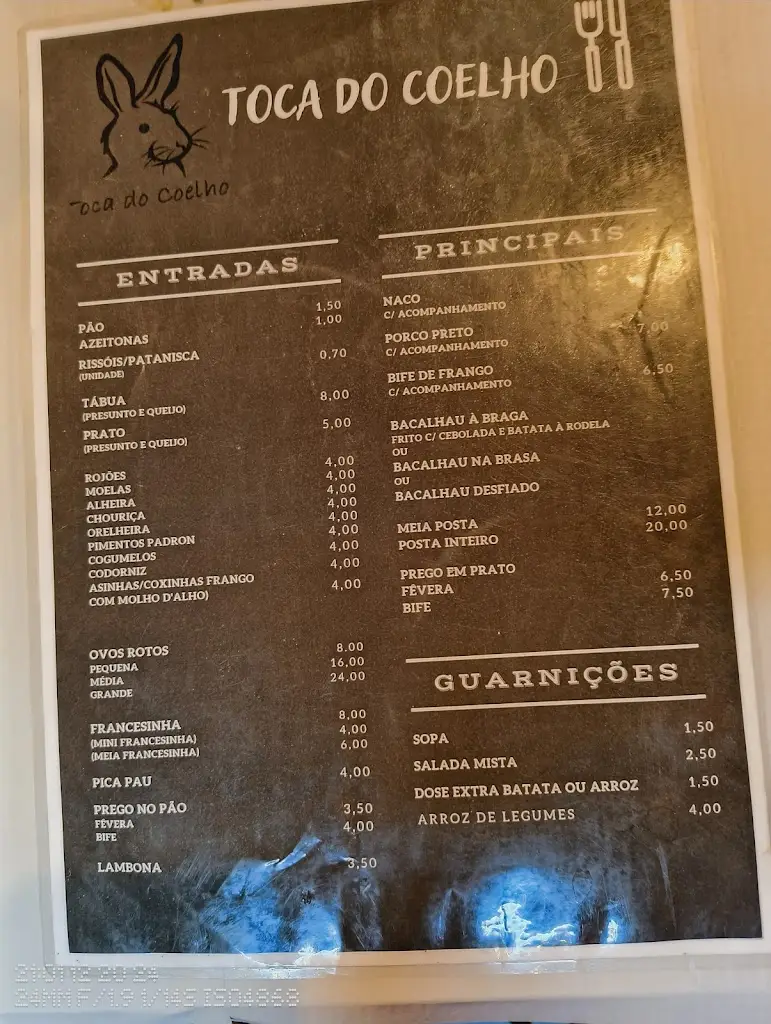 TOCA DO COELHO
Toca do Coelho
ENTRADAS
PÃO 1,50
AZEITONAS 1,00
RISSÓIS/PATANISCA 0,70
(UNIDADE)
TÁBUA 8,00
(PRESUNTO E QUEIJO)
PRATO 5,00
(PRESUNTO E QUEIJO)
ROJÕES 4,00
MOELAS 4,00
ALHEIRA 4,00
CHOURIÇA 4,00
ORELHEIRA 4,00
PIMENTOS PADRON 4,00
COGUMELOS 4,00
CODORNIZ 4,00
ASINHAS/COXINHAS FRANGO 4,00
COM MOLHO D'ALHO)
OVOS ROTOS
PEQUENA 8.00
MÉDIA 16,00
GRANDE 24,00
FRANCESINHA 8,00
(MINI FRANCESINHA) 4,00
(MEIA FRANCESINHA) 6,00
PICA PAU 4,00
PREGO NO PÃO
FÊVERA 3,50
BIFE 4,00
LAMBONA 3,50
PRINCIPAIS
NACO
C/ ACOMPANHAMENTO
PORCO PRETO 7,00
C/ ACOMPANHAMENTO
BIFE DE FRANGO 6,50
C/ ACOMPANHAMENTO
BACALHAU À BRAGA
FRITO C/ CEBOLADA E BATATA À RODELA
OU
BACALHAU NA BRASA
OU
BACALHAU DESFIADO
MEIA POSTA 12,00
POSTA INTEIRO 20,00
PREGO EM PRATO
FÊVERA 6,50
BIFE 7,50
GUARNIÇÕES
SOPA 1,50
SALADA MISTA 2,50
DOSE EXTRA BATATA OU ARROZ 1,50
ARROZ DE LEGUMES 4,00